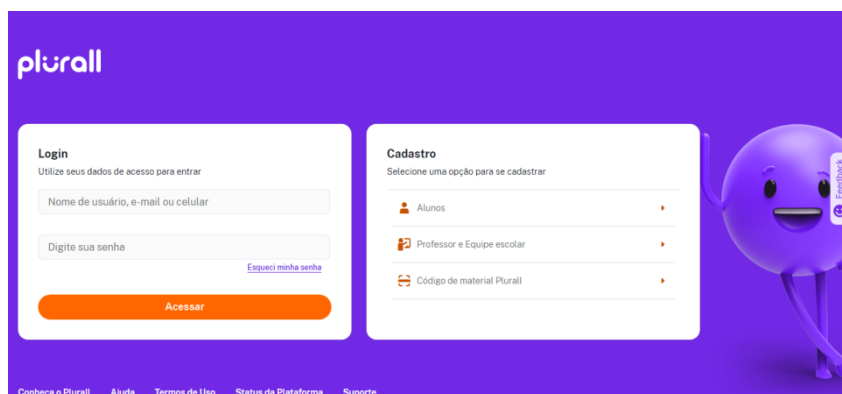 plurall
Login
Utilize seus dados de acesso para entrar
Nome de usuário, e-mail ou celular
Digite sua senha
Esqueci minha senha
Acessar
Cadastro
Selecione uma opção para se cadastrar
Alunos
Professor e Equipe escolar
Código de material Plurall
Feedback
Conheça o Plurall Ajuda Termos de Uso Status da Plataforma Suporte